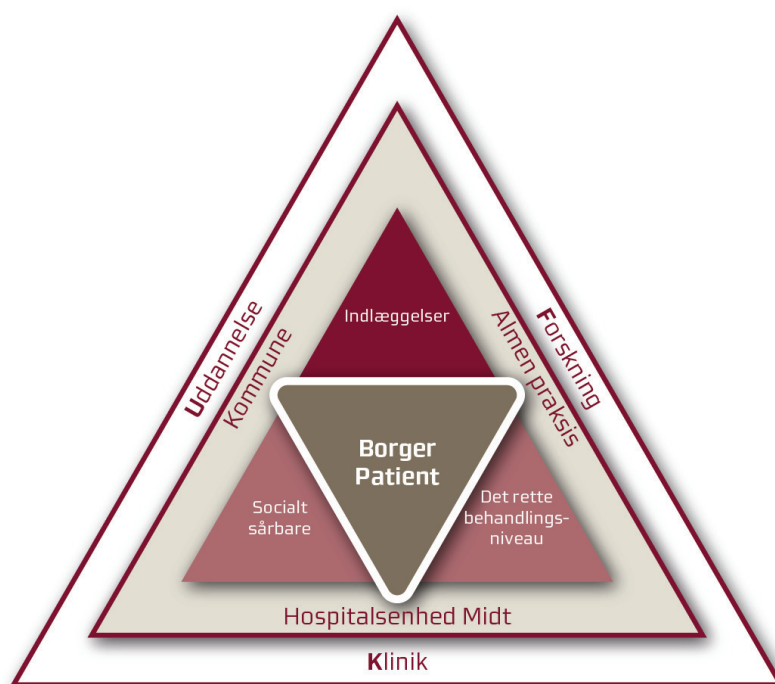 Indlæggelser
Uddannelse
Kommune
Almen praksis
Forskning
Borger
Patient
Socialt
sårbare
Det rette
behandlings-
niveau
Hospitalsenhed Midt
Klinik